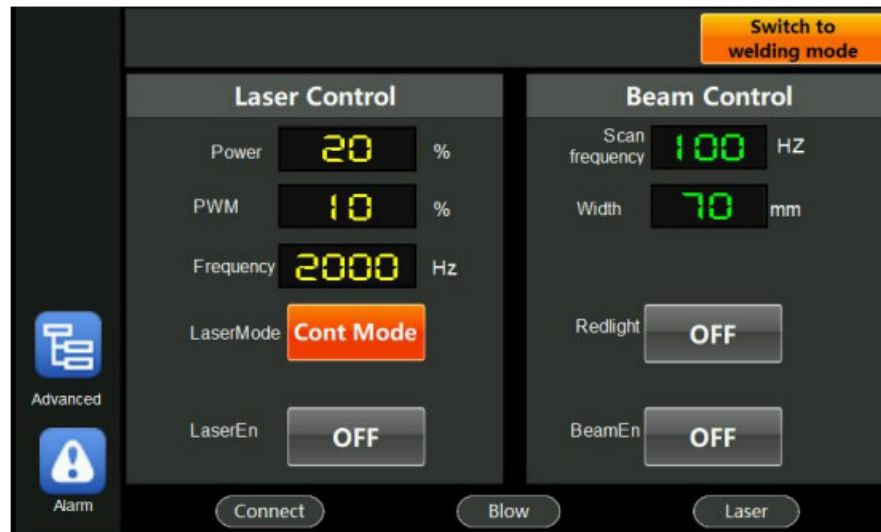 Switch to
welding mode
Laser Control
Power 20 %
PWM 10 %
Frequency 2000 Hz
LaserMode Cont Mode
LaserEn OFF
Beam Control
Scan
frequency 100 HZ
Width 70 mm
Redlight OFF
BeamEn OFF
Advanced
Alarm
Connect
Blow
Laser